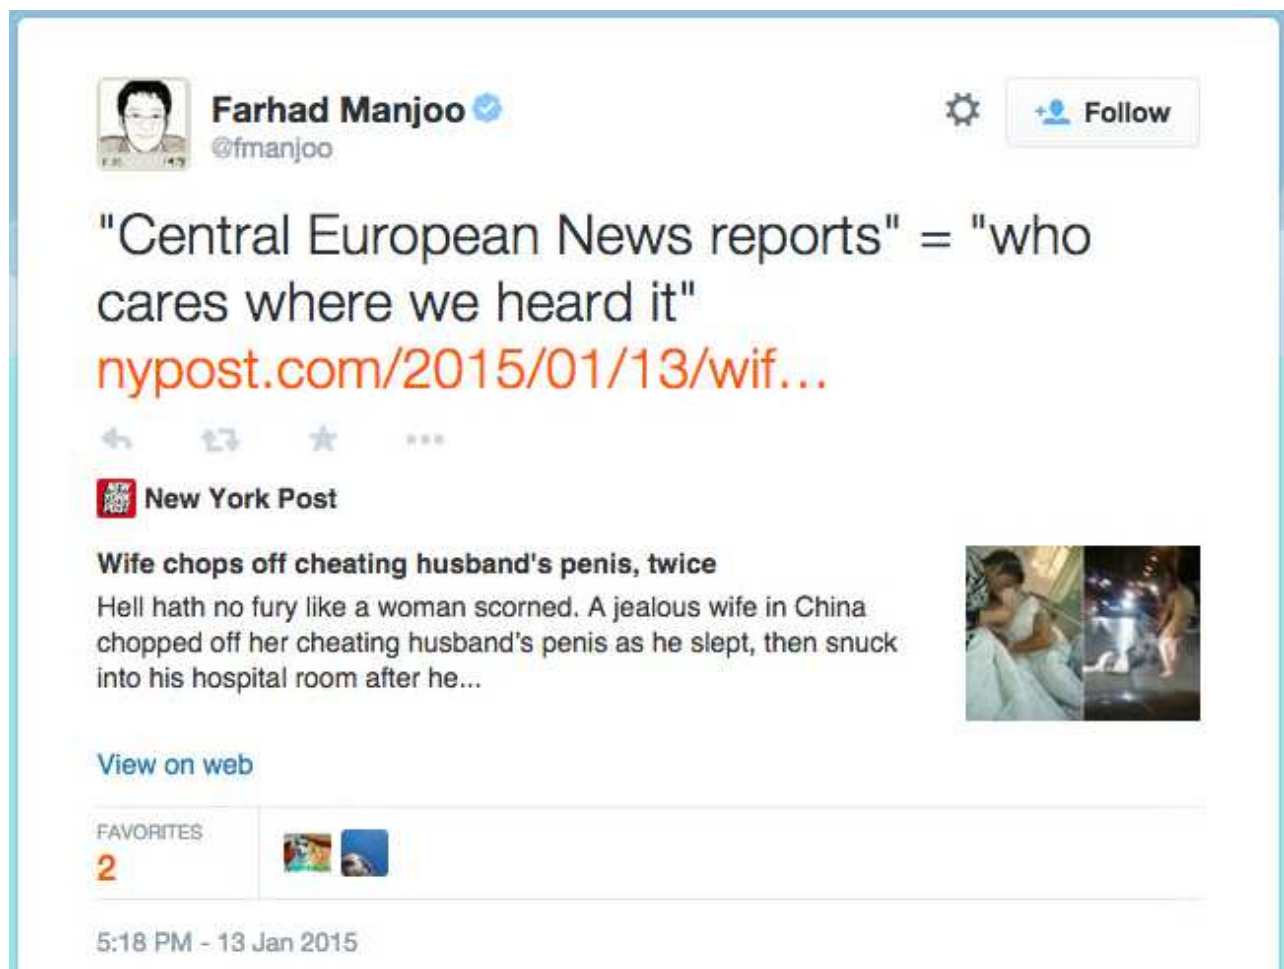 Farhad Manjoo
@fmanjoo
Follow
"Central European News reports" = "who
cares where we heard it"
nypost.com/2015/01/13/wif...
NEW
YORK
POST
New York Post
Wife chops off cheating husband's penis, twice
Hell hath no fury like a woman scorned. A jealous wife in China
chopped off her cheating husband's penis as he slept, then snuck
into his hospital room after he...
View on web
FAVORITES
2
5:18 PM - 13 Jan 2015